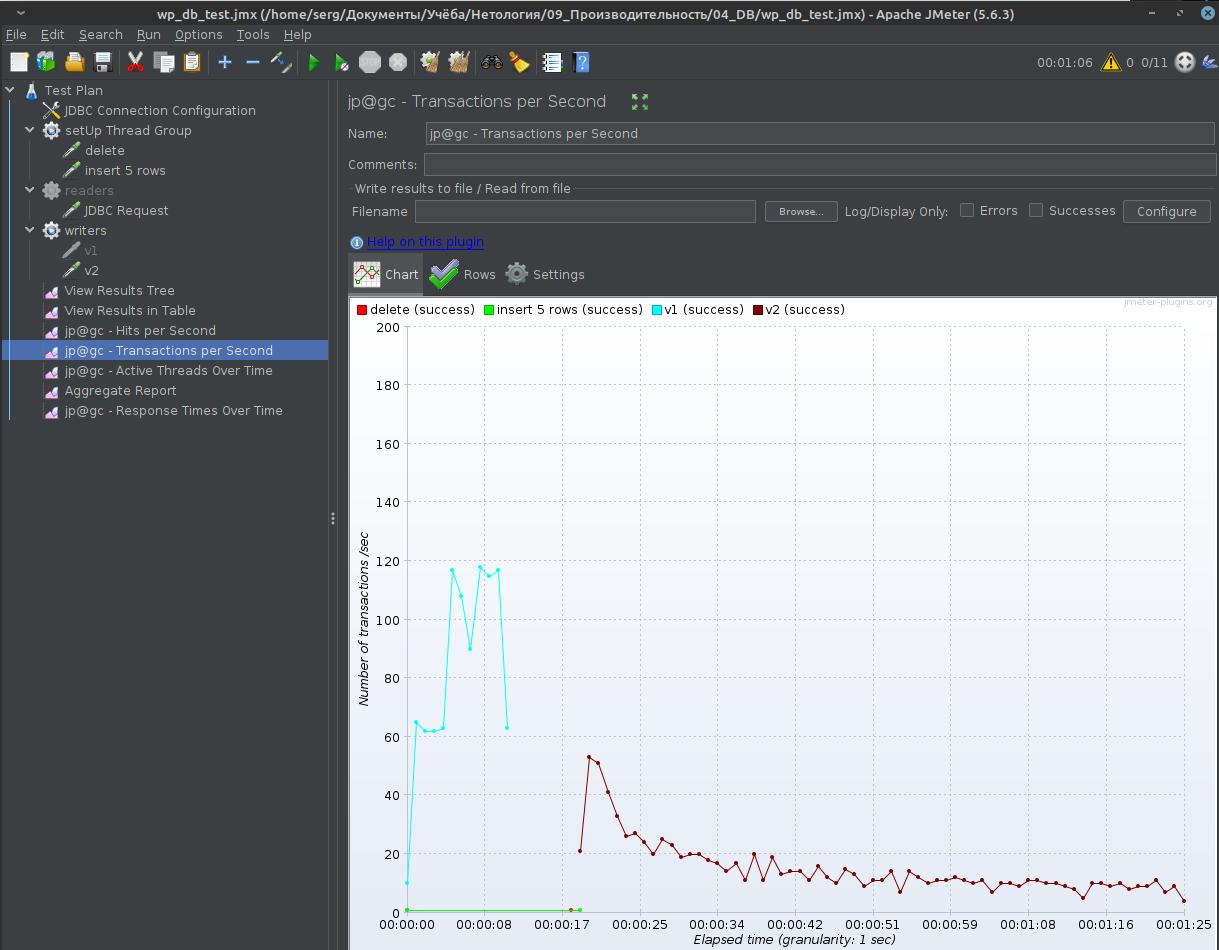 wp_db_test.jmx (/home/serg/Документы/Учёба/Нетология/09_Производительность/04_DB/wp_db_test.jmx) - Apache JMeter (5.6.3)
File Edit Search Run Options Tools Help
STOP 00:01:06 0 0/11
Test Plan
JDBC Connection Configuration
setUp Thread Group
delete
insert 5 rows
readers
JDBC Request
writers
v1
v2
View Results Tree
View Results in Table
jp@gc - Hits per Second
jp@gc - Transactions per Second
jp@gc - Active Threads Over Time
Aggregate Report
jp@gc - Response Times Over Time
jp@gc - Transactions per Second
Name: jp@gc - Transactions per Second
Comments:
Write results to file / Read from file
Filename Browse... Log/Display Only: Errors Successes Configure
Help on this plugin
Chart Rows Settings
jmeter-plugins.org
delete (success) insert 5 rows (success) v1 (success) v2 (success)
200
180
160
140
120
100
80
60
40
20
0
Number of transactions /sec
00:00:00 00:00:08 00:00:17 00:00:25 00:00:34 00:00:42 00:00:51 00:00:59 00:01:08 00:01:16 00:01:25
Elapsed time (granularity: 1 sec)